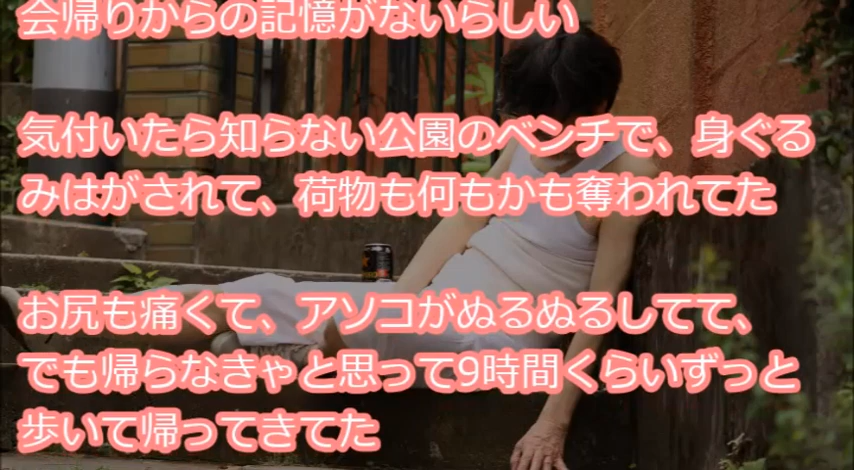 会帰りからの記憶がないらしい
気付いたら知らない公園のベンチで、身ぐる
みはがされて、荷物も何もかも奪われてた
お尻も痛くて、アソコがぬるぬるしてて、
でも帰らなきゃと思って9時間くらいずっと
歩いて帰ってきてた